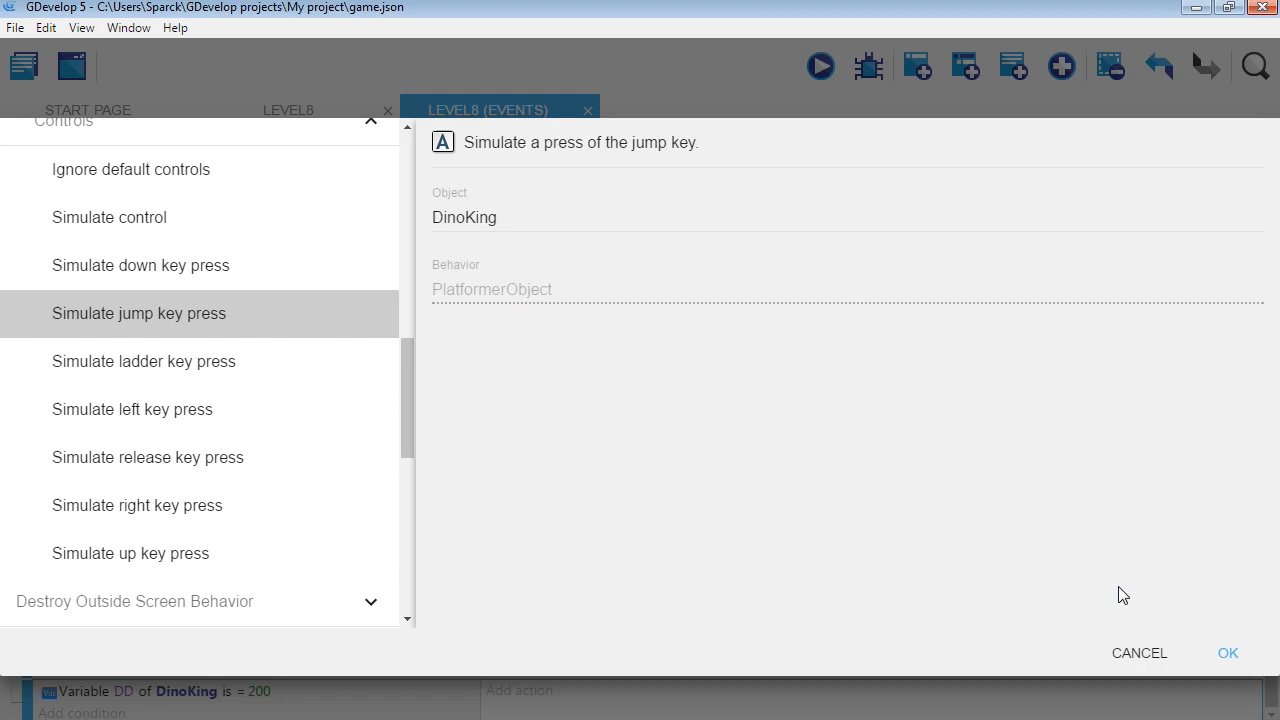 GDevelop 5 - C:\Users\Sparck\GDevelop projects\My project\game.json
File Edit View Window Help
START PAGE LEVEL8 LEVEL8 (EVENTS)
Controls
Ignore default controls
Simulate control
Simulate down key press
Simulate jump key press
Simulate ladder key press
Simulate left key press
Simulate release key press
Simulate right key press
Simulate up key press
Destroy Outside Screen Behavior
A Simulate a press of the jump key.
Object
DinoKing
Behavior
PlatformerObject
CANCEL OK
Var Variable DD of DinoKing is = 200
Add condition
Add action